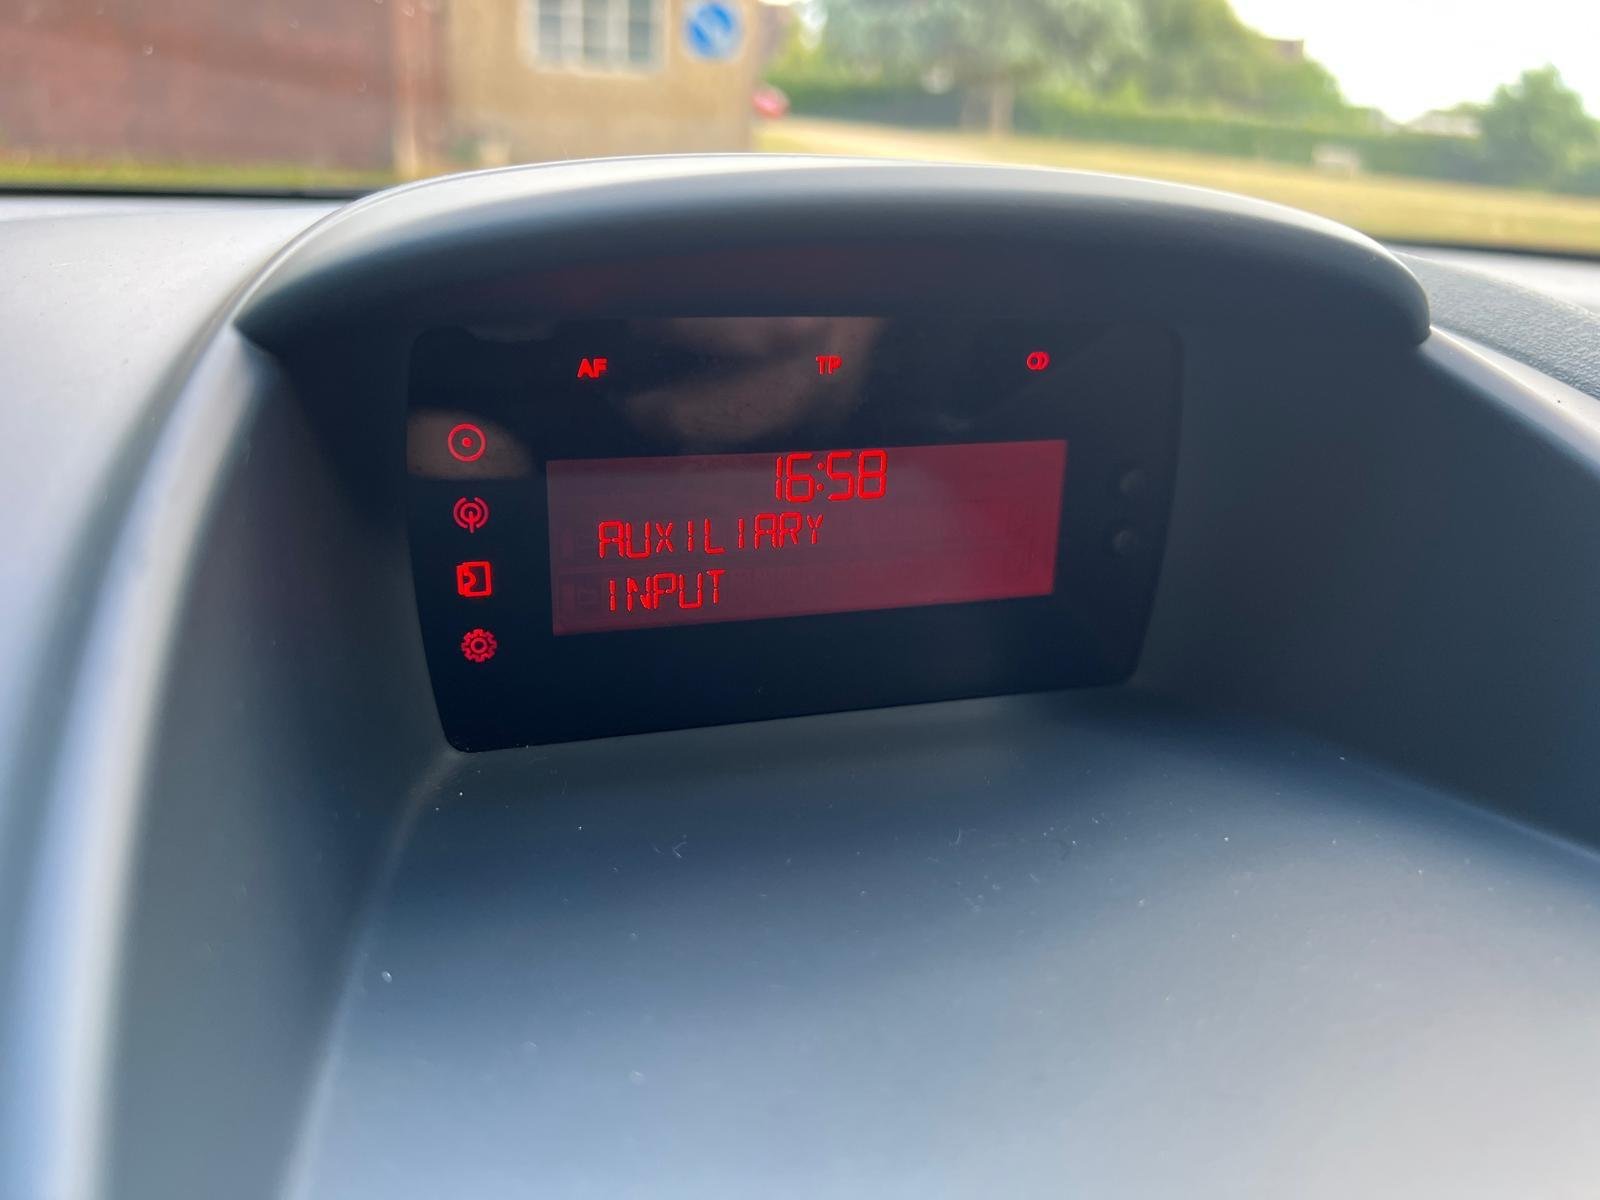 AF TP
16:58
AUXILIARY
INPUT